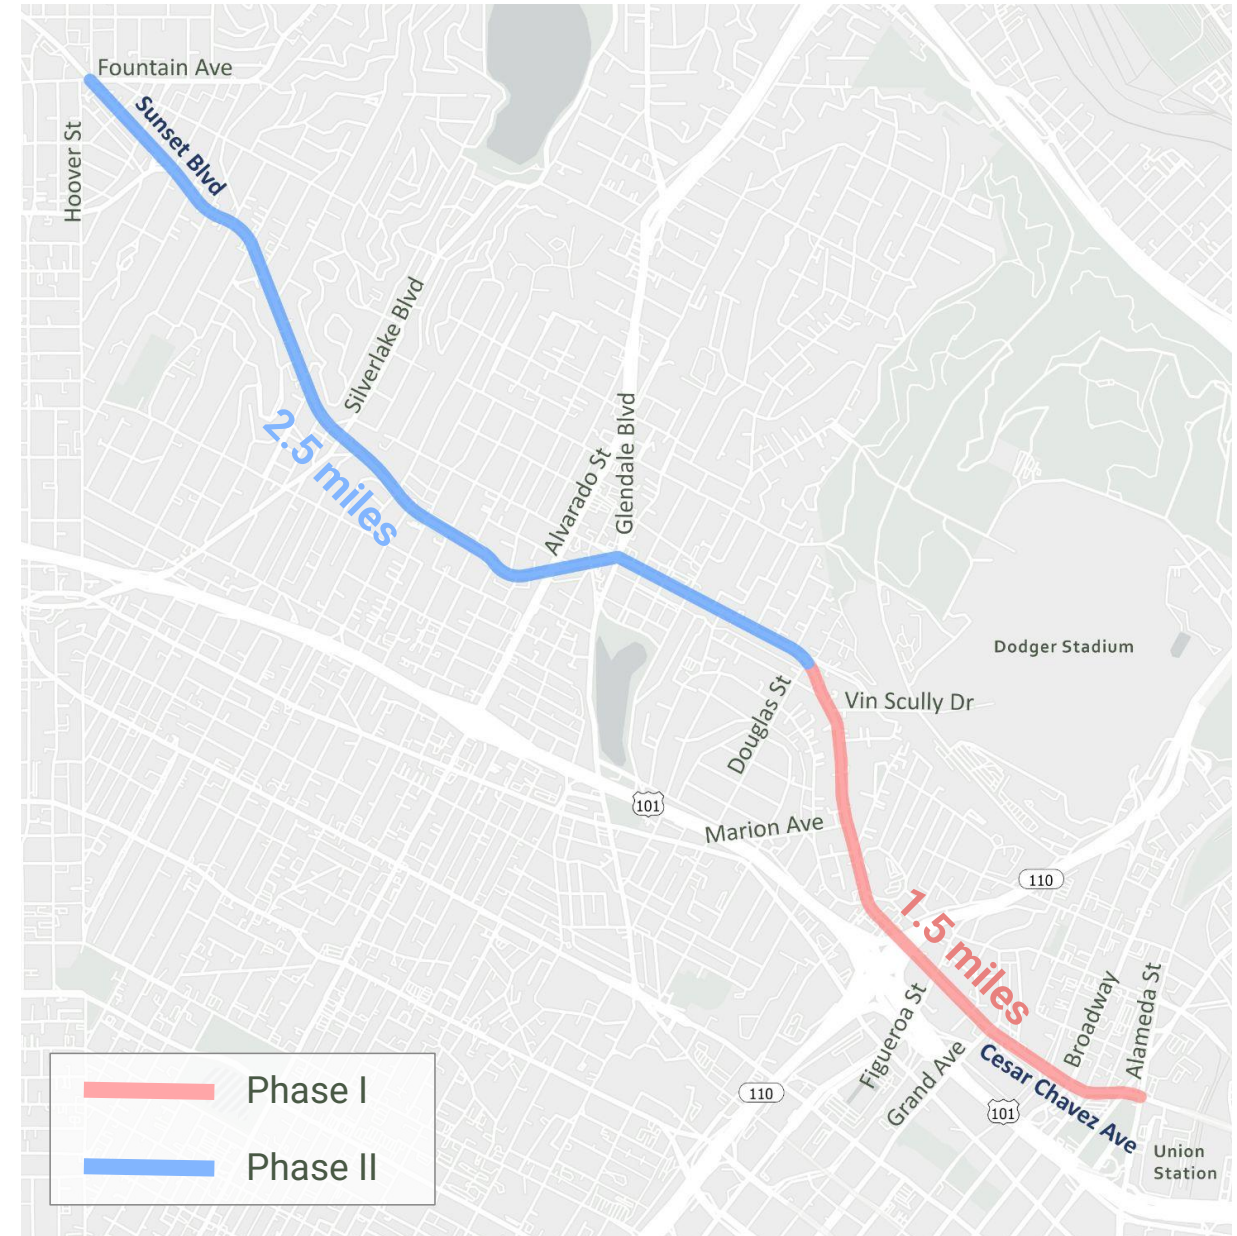 Fountain Ave
Sunset Blvd
Hoover St
Silverlake Blvd
2.5 miles
Alvarado St
Glendale Blvd
Dodger Stadium
Douglas St
Vin Scully Dr
101
Marion Ave
110
1.5 miles
Figueroa St
Grand Ave
Broadway
Alameda St
Cesar Chavez Ave
110
101
Union
Station
Phase I
Phase II